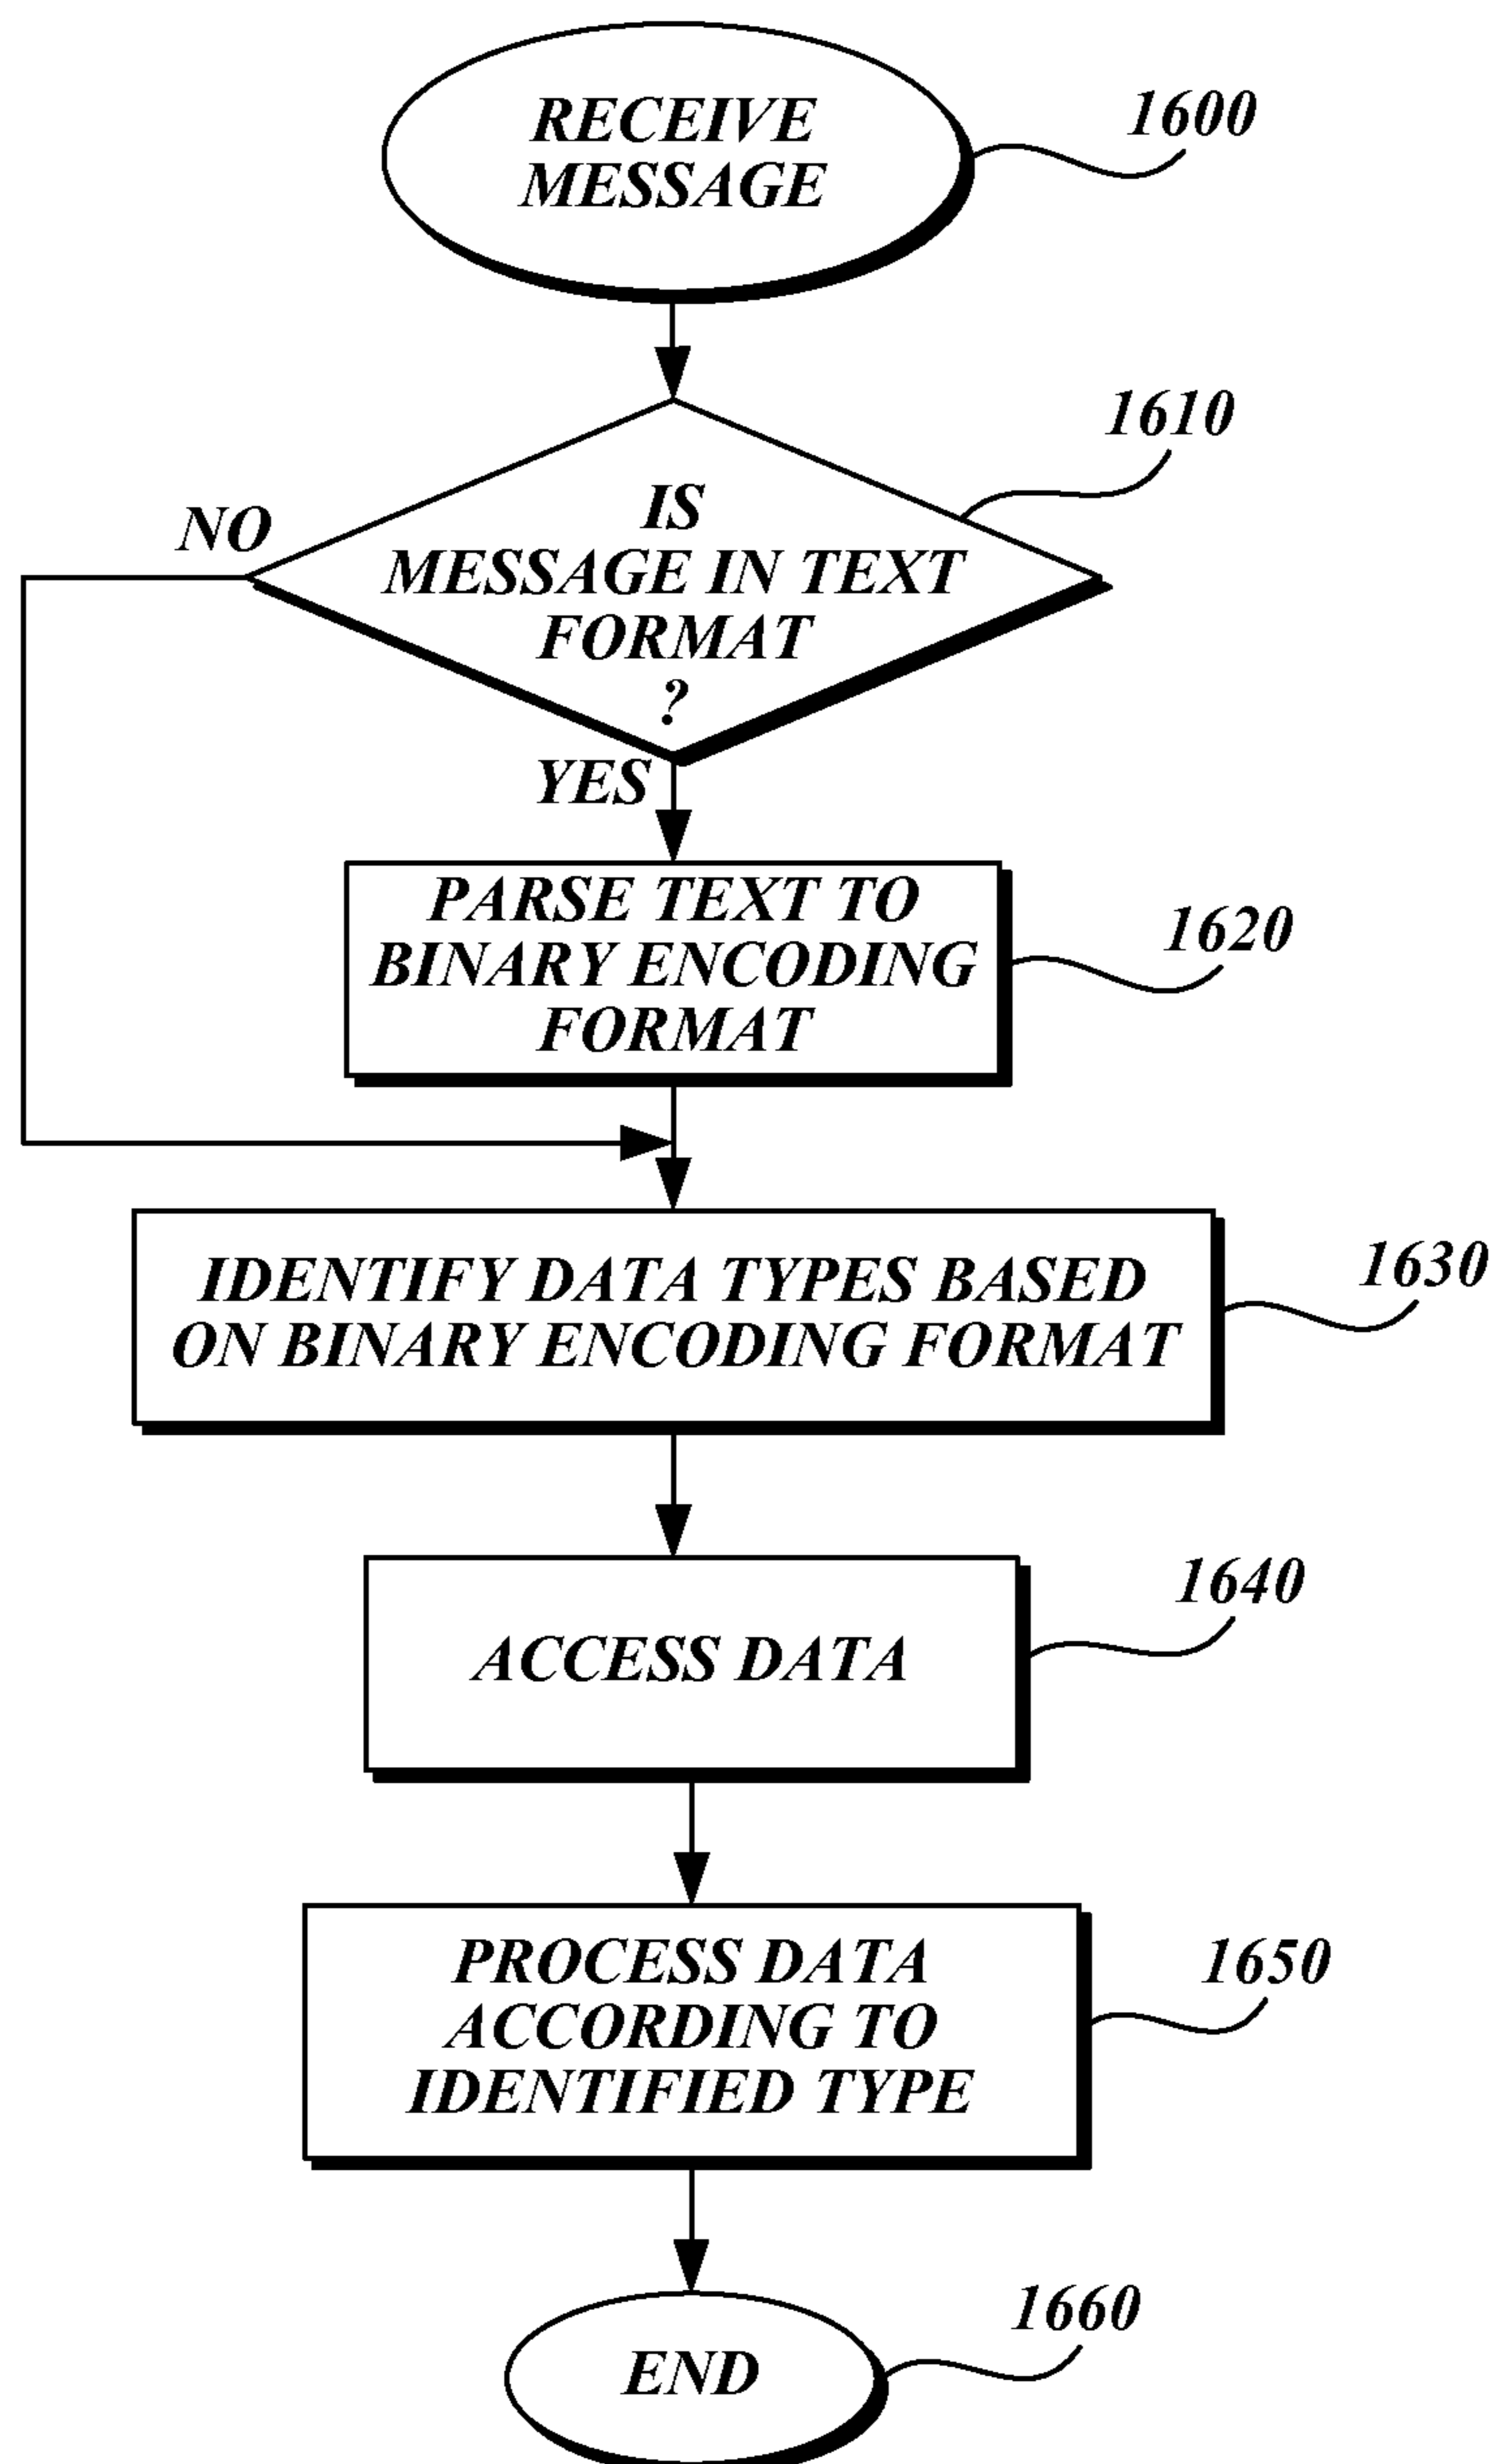 RECEIVE
MESSAGE
1600
1610
IS
MESSAGE IN TEXT
FORMAT
?
NO
YES
PARSE TEXT TO
BINARY ENCODING
FORMAT
1620
IDENTIFY DATA TYPES BASED
ON BINARY ENCODING FORMAT
1630
ACCESS DATA
1640
PROCESS DATA
ACCORDING TO
IDENTIFIED TYPE
1650
END
1660